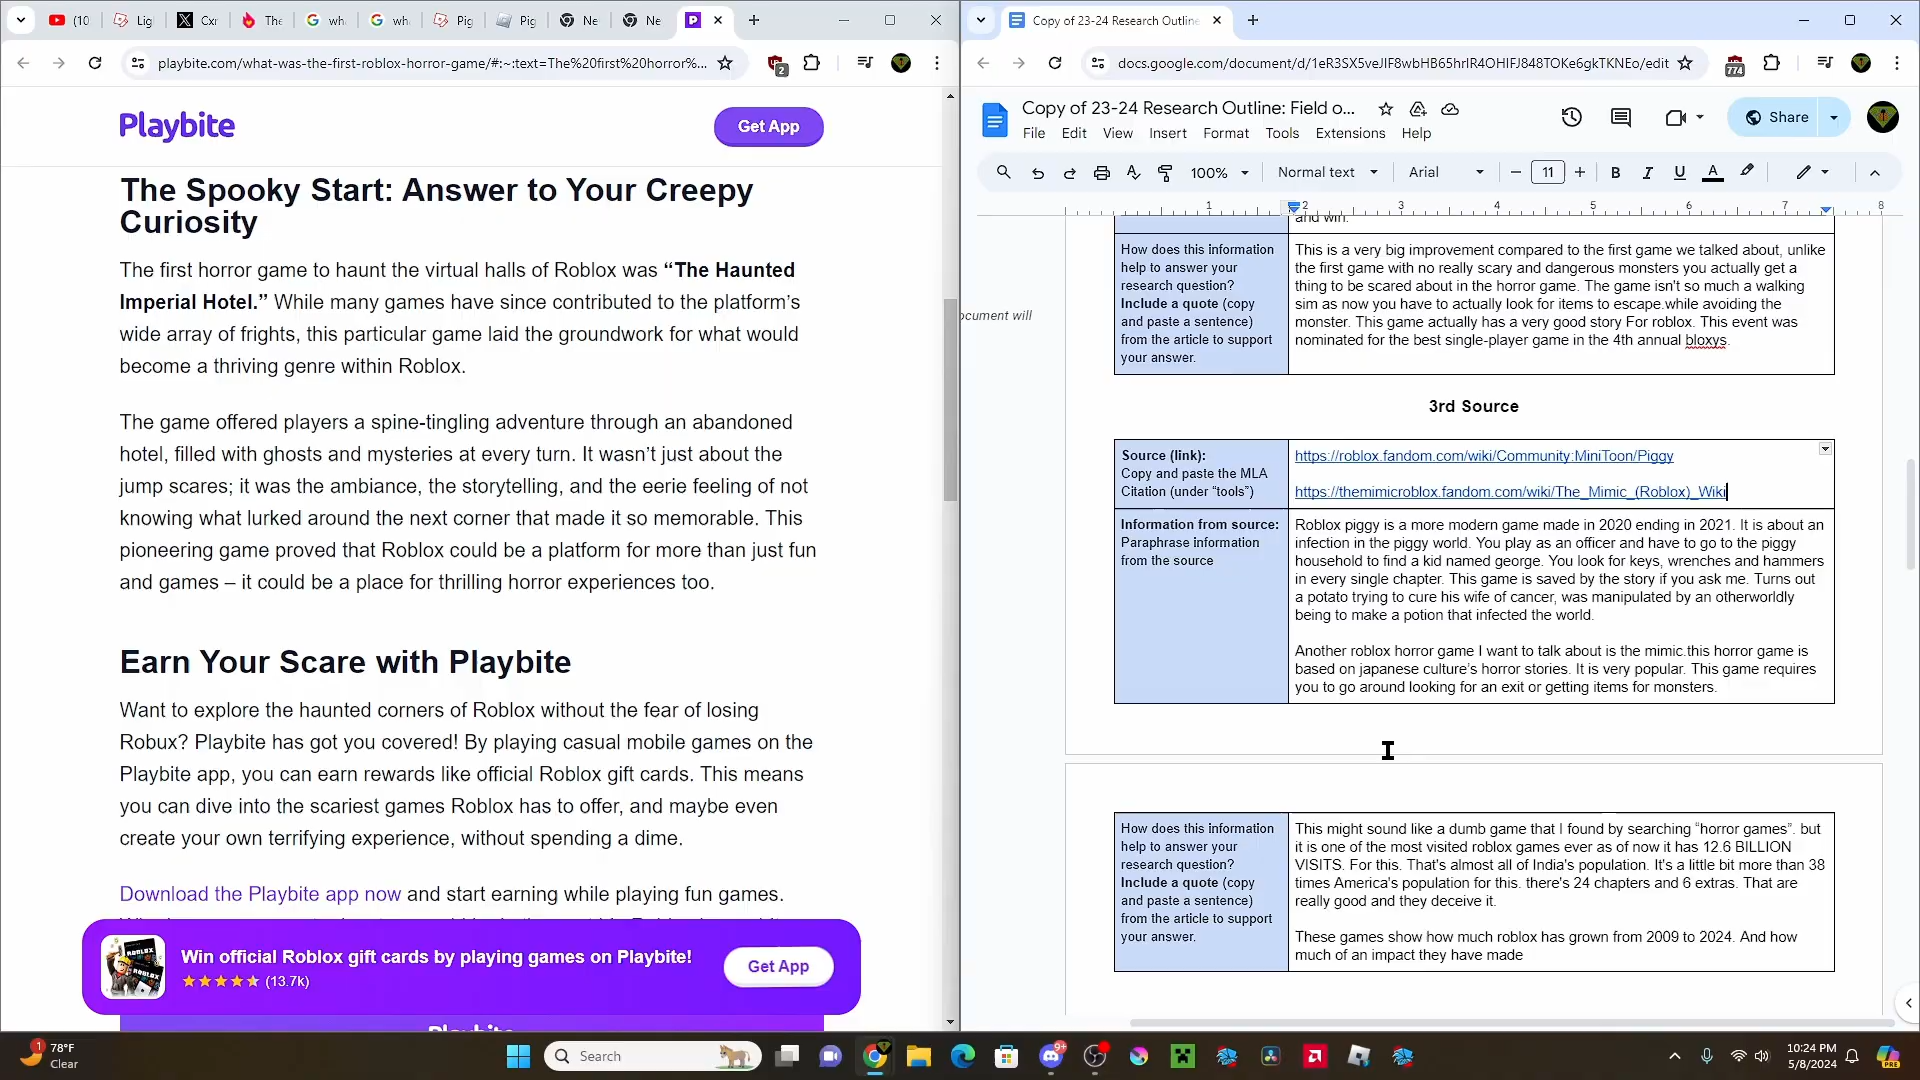 (10
Lig
Cxr
The
wh
wh
Pig
Pig
Ne
Ne
playbite.com/what-was-the-first-roblox-horror-game/#:~:text=The%20first%20horror%...
2
Playbite
Get App
The Spooky Start: Answer to Your Creepy
Curiosity
The first horror game to haunt the virtual halls of Roblox was “The Haunted
Imperial Hotel.” While many games have since contributed to the platform’s
wide array of frights, this particular game laid the groundwork for what would
become a thriving genre within Roblox.
The game offered players a spine-tingling adventure through an abandoned
hotel, filled with ghosts and mysteries at every turn. It wasn’t just about the
jump scares; it was the ambiance, the storytelling, and the eerie feeling of not
knowing what lurked around the next corner that made it so memorable. This
pioneering game proved that Roblox could be a platform for more than just fun
and games – it could be a place for thrilling horror experiences too.
Earn Your Scare with Playbite
Want to explore the haunted corners of Roblox without the fear of losing
Robux? Playbite has got you covered! By playing casual mobile games on the
Playbite app, you can earn rewards like official Roblox gift cards. This means
you can dive into the scariest games Roblox has to offer, and maybe even
create your own terrifying experience, without spending a dime.
Download the Playbite app now and start earning while playing fun games.
Win official Roblox gift cards by playing games on Playbite!
(13.7k)
Get App
Playbite
Copy of 23-24 Research Outline
docs.google.com/document/d/1eR3SX5veJIF8wbHB65hrIR4OHIFJ848TOKe6gkTKNEo/edit
774
Copy of 23-24 Research Outline: Field o...
File Edit View Insert Format Tools Extensions Help
Share
100% Normal text Arial 11 B I U A
1 2 3 4 5 6 7 8
and win.
How does this information
help to answer your
research question?
Include a quote (copy
and paste a sentence)
from the article to support
your answer.
This is a very big improvement compared to the first game we talked about, unlike
the first game with no really scary and dangerous monsters you actually get a
thing to be scared about in the horror game. The game isn't so much a walking
sim as now you have to actually look for items to escape.while avoiding the
monster. This game actually has a very good story For roblox. This event was
nominated for the best single-player game in the 4th annual bloxys.
ocument will
3rd Source
Source (link):
Copy and paste the MLA
Citation (under “tools”)
https://roblox.fandom.com/wiki/Community:MiniToon/Piggy
https://themimicroblox.fandom.com/wiki/The_Mimic_(Roblox)_Wiki
Information from source:
Paraphrase information
from the source
Roblox piggy is a more modern game made in 2020 ending in 2021. It is about an
infection in the piggy world. You play as an officer and have to go to the piggy
household to find a kid named george. You look for keys, wrenches and hammers
in every single chapter. This game is saved by the story if you ask me. Turns out
a potato trying to cure his wife of cancer, was manipulated by an otherworldly
being to make a potion that infected the world.
Another roblox horror game I want to talk about is the mimic.this horror game is
based on japanese culture’s horror stories. It is very popular. This game requires
you to go around looking for an exit or getting items for monsters.
How does this information
help to answer your
research question?
Include a quote (copy
and paste a sentence)
from the article to support
your answer.
This might sound like a dumb game that I found by searching “horror games”. but
it is one of the most visited roblox games ever as of now it has 12.6 BILLION
VISITS. For this. That's almost all of India's population. It's a little bit more than 38
times America's population for this. there's 24 chapters and 6 extras. That are
really good and they deceive it.
These games show how much roblox has grown from 2009 to 2024. And how
much of an impact they have made
1
78°F
Clear
Search
9+
10:24 PM
5/8/2024
PRE